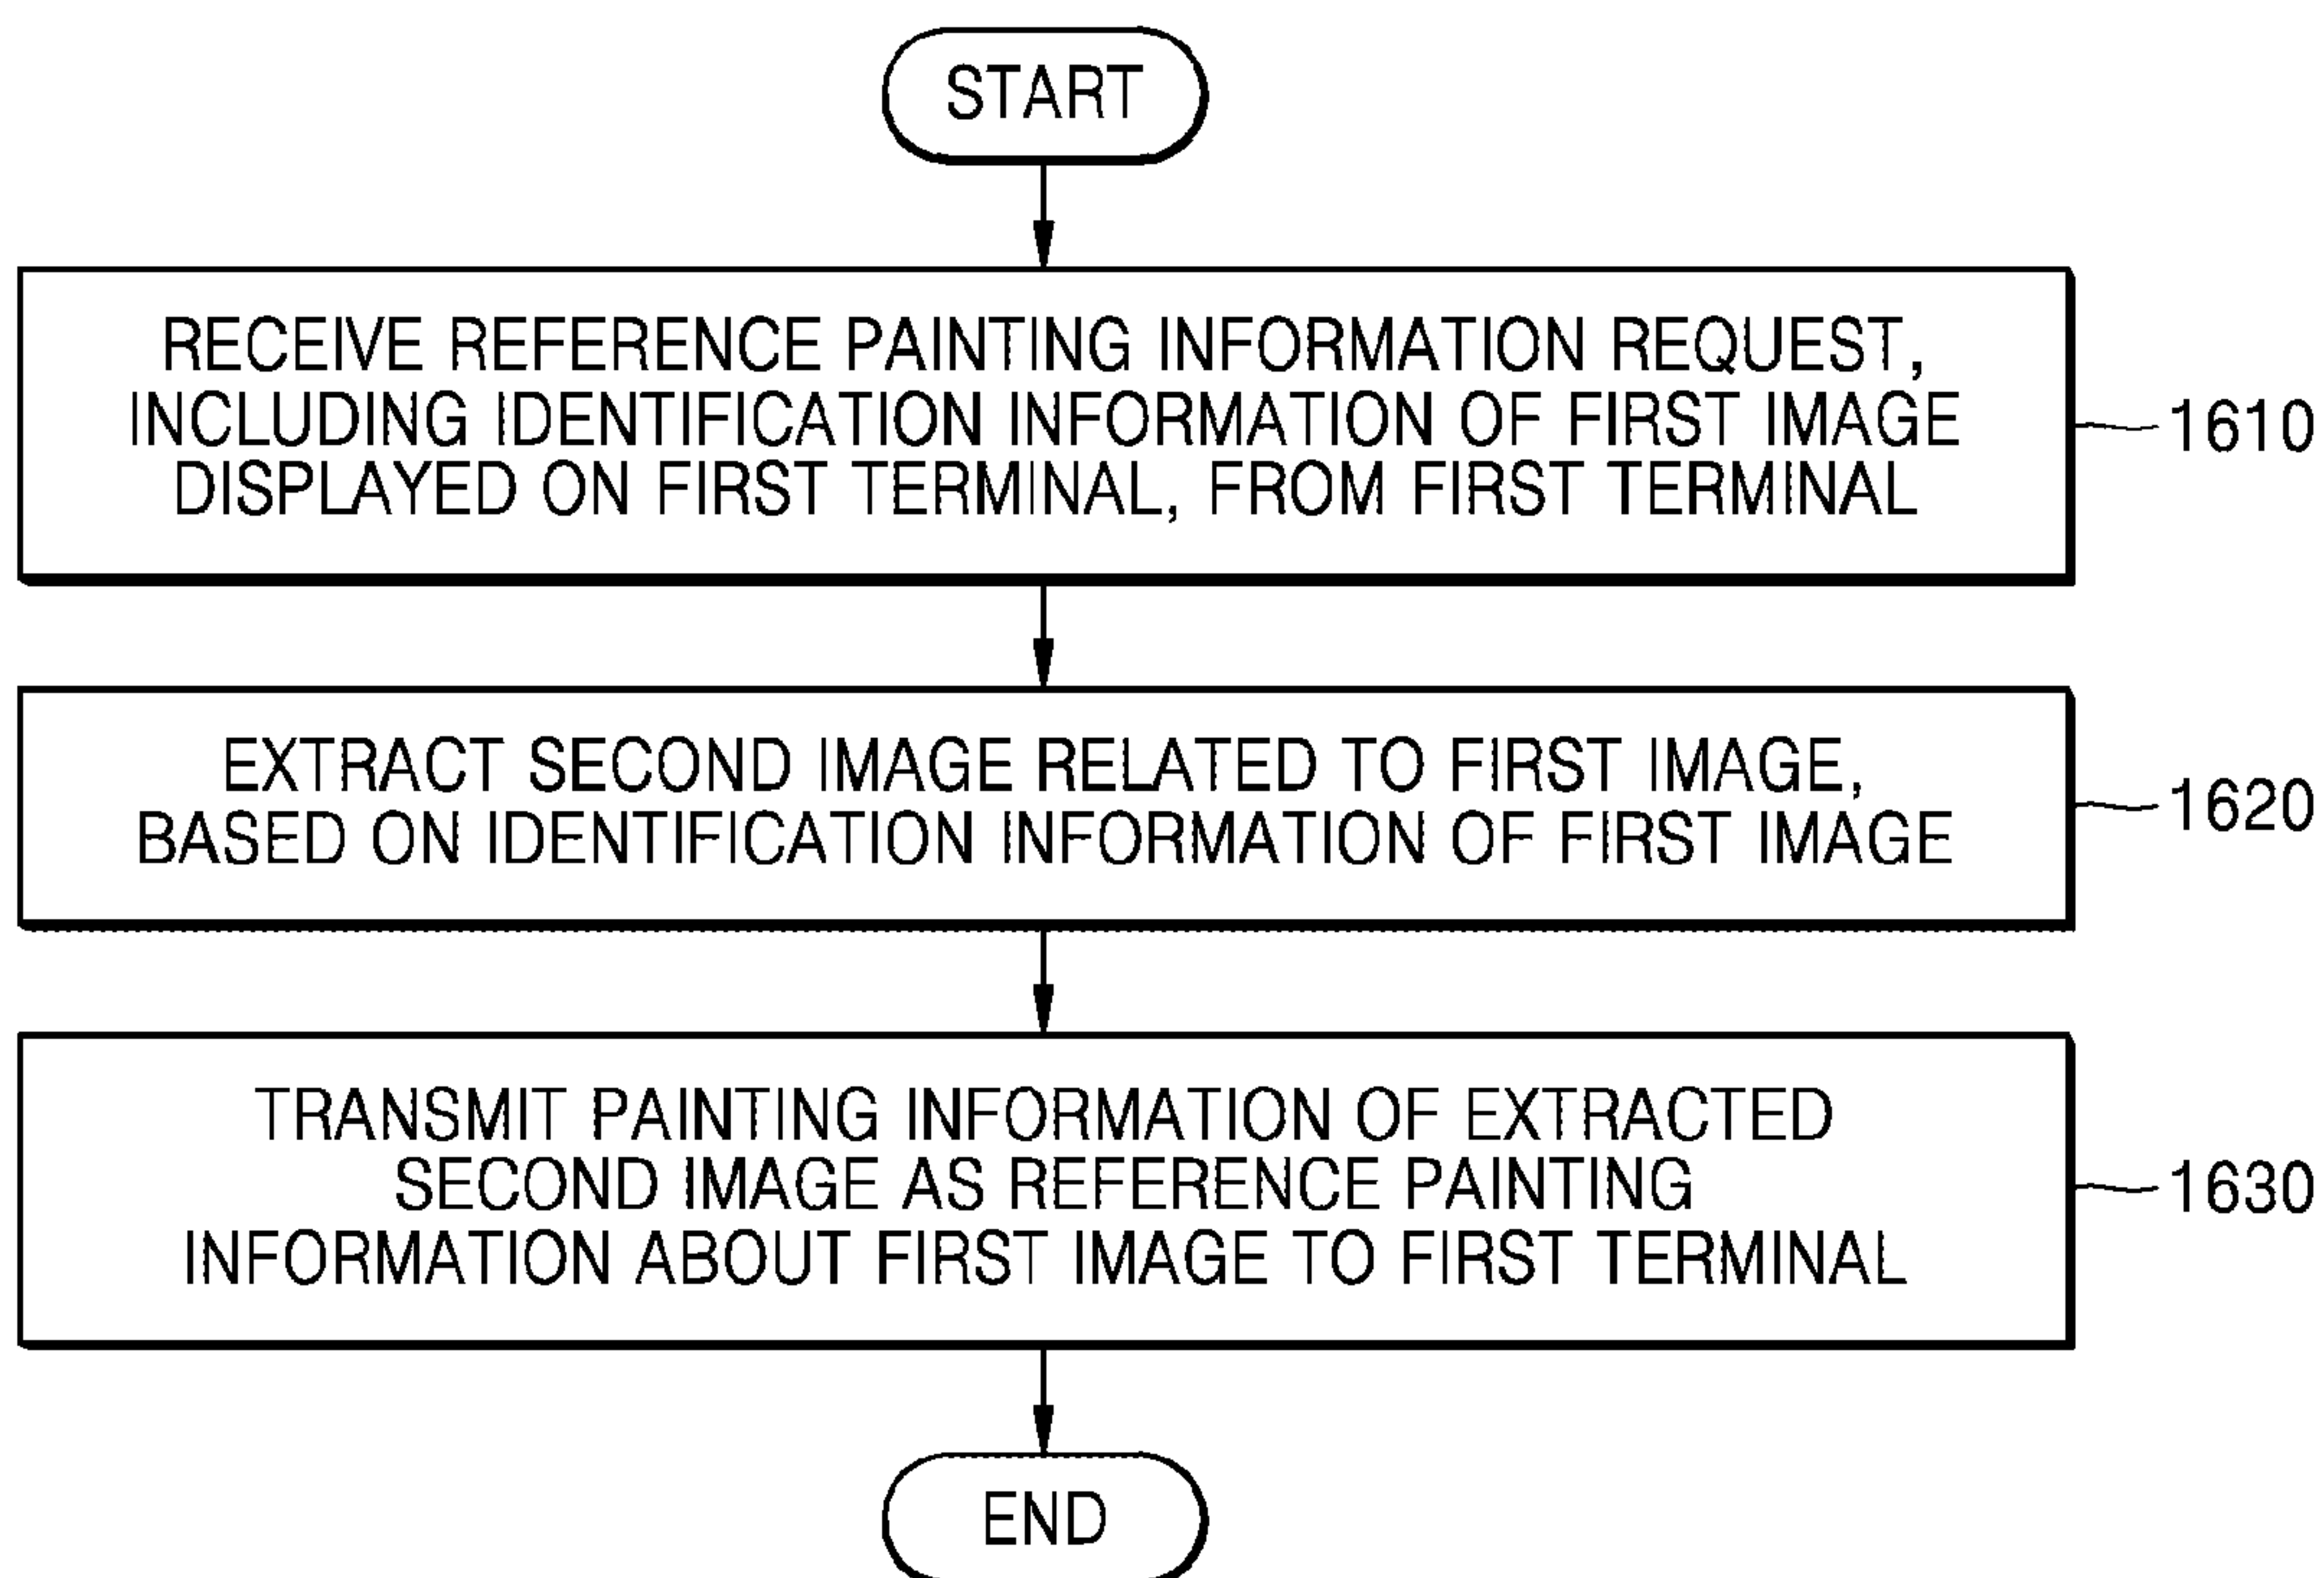 START
RECEIVE REFERENCE PAINTING INFORMATION REQUEST,
INCLUDING IDENTIFICATION INFORMATION OF FIRST IMAGE
DISPLAYED ON FIRST TERMINAL, FROM FIRST TERMINAL
1610
EXTRACT SECOND IMAGE RELATED TO FIRST IMAGE,
BASED ON IDENTIFICATION INFORMATION OF FIRST IMAGE
1620
TRANSMIT PAINTING INFORMATION OF EXTRACTED
SECOND IMAGE AS REFERENCE PAINTING
INFORMATION ABOUT FIRST IMAGE TO FIRST TERMINAL
1630
END